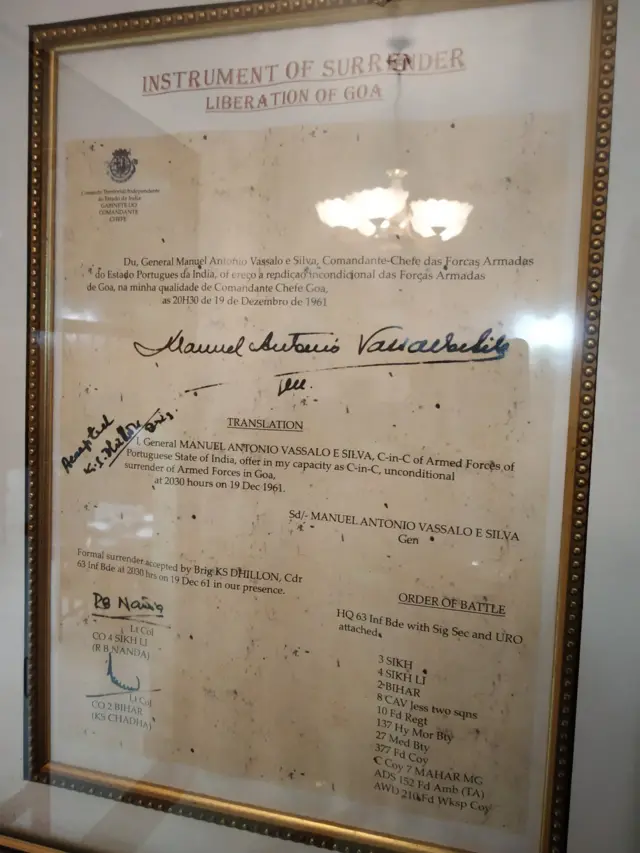 INSTRUMENT OF SURRENDER
LIBERATION OF GOA
Comando Territorial Independente
do Estado da India
GABINETE DO
COMANDANTE
CHEFE
Du, General Manuel Antonio Vassalo e Silva, Comandante-Chefe das Forcas Armadas
do Estado Portugues da India, of ereço a repdiçao incondicional das Forças Armadas
de Goa, na minha qualidade de Comandante Chefe Goa,
as 20H30 de 19 de Dezembro de 1961
Manuel Antonio Vassalo e Silva
Accepted
K.S. Dhillon Brig.
TRANSLATION
I, General MANUEL ANTONIO VASSALO E SILVA, C-in-C of Armed Forces of
Portuguese State of India, offer in my capacity as C-in-C, unconditional
surrender of Armed Forces in Goa,
at 2030 hours on 19 Dec 1961.
Sd/- MANUEL ANTONIO VASSALO E SILVA
Gen
Formal surrender accepted by Brig KS DHILLON, Cdr
63 Inf Bde at 2030 hrs on 19 Dec 61 in our presence.
RB Nanda
Lt Col
CO 4 SIKH LI
(R B NANDA)
Lt Col
CO 2 BIHAR
(KS CHADHA)
ORDER OF BATTLE
HQ 63 Inf Bde with Sig Sec and URO
attached.
3 SIKH
4 SIKH LI
2 BIHAR
8 CAV less two sqns
10 Fd Regt
137 Hy Mor Bty
27 Med Bty
377 Fd Coy
C Coy 7 MAHAR MG
ADS 152 Fd Amb (TA)
AWD 210 Fd Wksp Coy